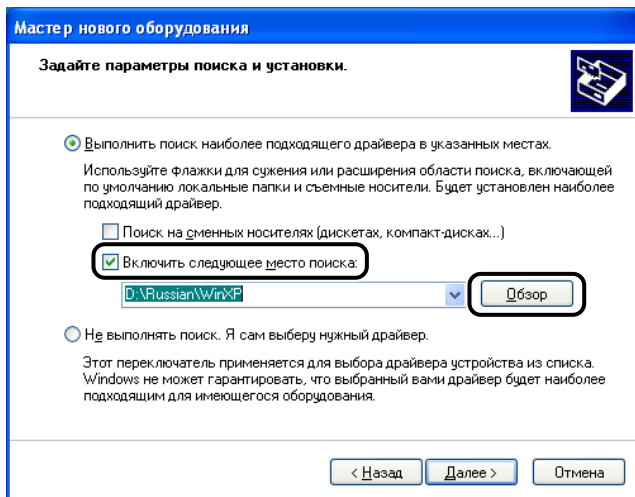 Мастер нового оборудования
Задайте параметры поиска и установки.
Выполнить поиск наиболее подходящего драйвера в указанных местах.
Используйте флажки для сужения или расширения области поиска, включающей
по умолчанию локальные папки и съемные носители. Будет установлен наиболее
подходящий драйвер.
Поиск на сменных носителях (дискетах, компакт-дисках...)
Включить следующее место поиска:
D:\Russian\WinXP
Обзор
Не выполнять поиск. Я сам выберу нужный драйвер.
Этот переключатель применяется для выбора драйвера устройства из списка.
Windows не может гарантировать, что выбранный вами драйвер будет наиболее
подходящим для имеющегося оборудования.
< Назад Далее > Отмена